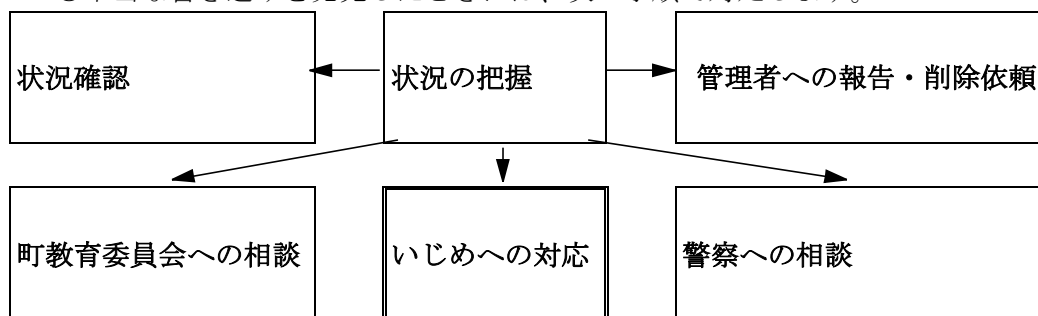 状況確認
状況の把握
管理者への報告・削除依頼
町教育委員会への相談
いじめへの対応
警察への相談